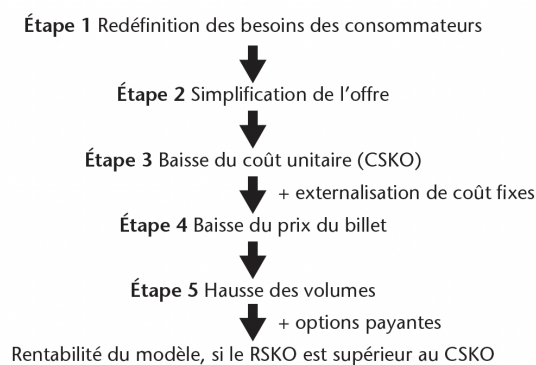 Étape 1 Redéfinition des besoins des consommateurs
Étape 2 Simplification de l'offre
Étape 3 Baisse du coût unitaire (CSKO)
+ externalisation de coût fixes
Étape 4 Baisse du prix du billet
Étape 5 Hausse des volumes
+ options payantes
Rentabilité du modèle, si le RSKO est supérieur au CSKO